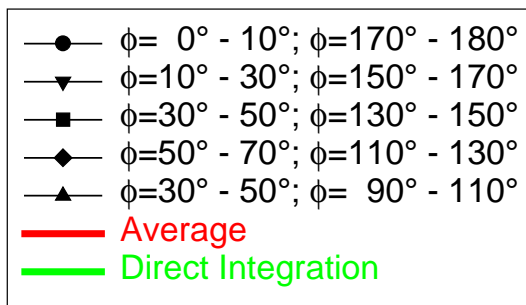 ϕ= 0° - 10°; ϕ=170° - 180°
ϕ=10° - 30°; ϕ=150° - 170°
ϕ=30° - 50°; ϕ=130° - 150°
ϕ=50° - 70°; ϕ=110° - 130°
ϕ=30° - 50°; ϕ= 90° - 110°
Average
Direct Integration